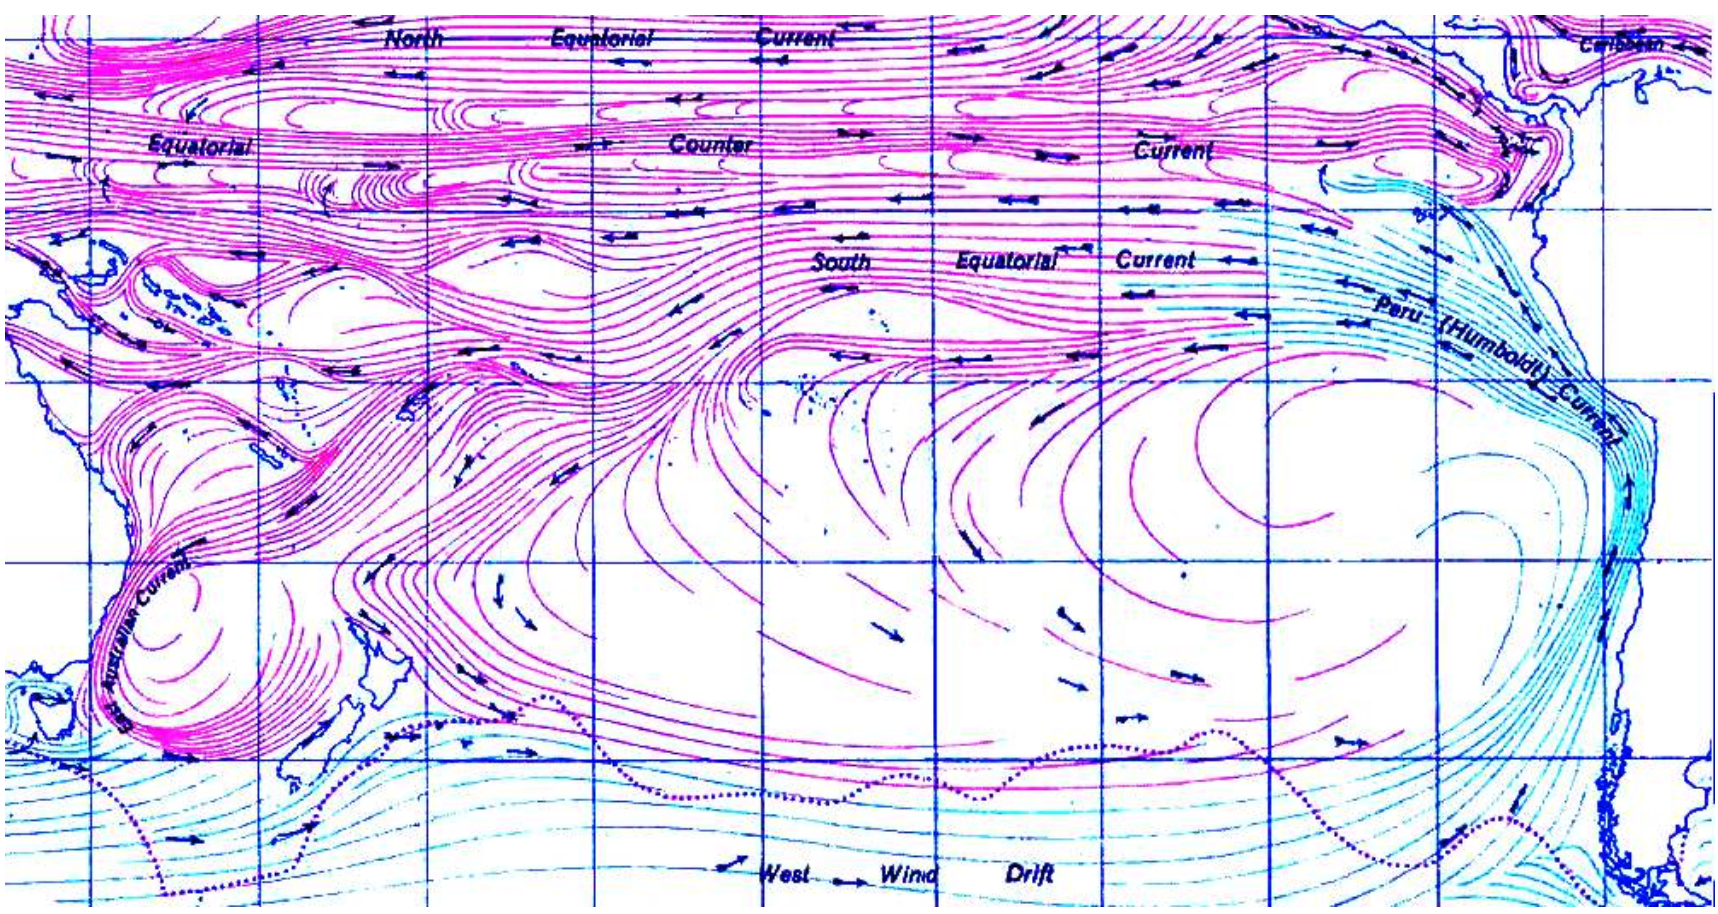 North Equatorial Current
Caribbean
Equatorial Counter Current
South Equatorial Current
Peru (Humboldt) Current
East Australian Current
West Wind Drift